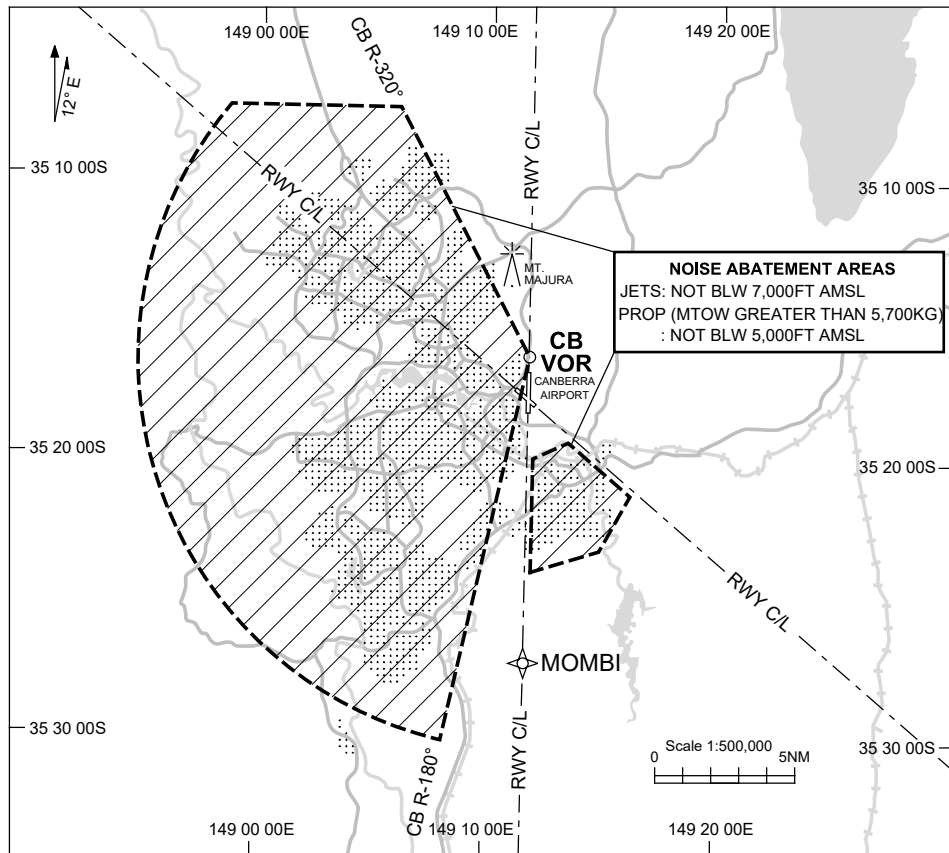 149 00 00E
149 10 00E
149 20 00E
CB R-320°
12° E
RWY C/L
35 10 00S
RWY C/L
35 10 00S
MT.
MAJURA
NOISE ABATEMENT AREAS
JETS: NOT BLW 7,000FT AMSL
PROP (MTOW GREATER THAN 5,700KG)
: NOT BLW 5,000FT AMSL
CB
VOR
CANBERRA
AIRPORT
35 20 00S
35 20 00S
RWY C/L
MOMBI
35 30 00S
RWY C/L
35 30 00S
Scale 1:500,000
0
5NM
CB R-180°
149 00 00E
149 10 00E
149 20 00E